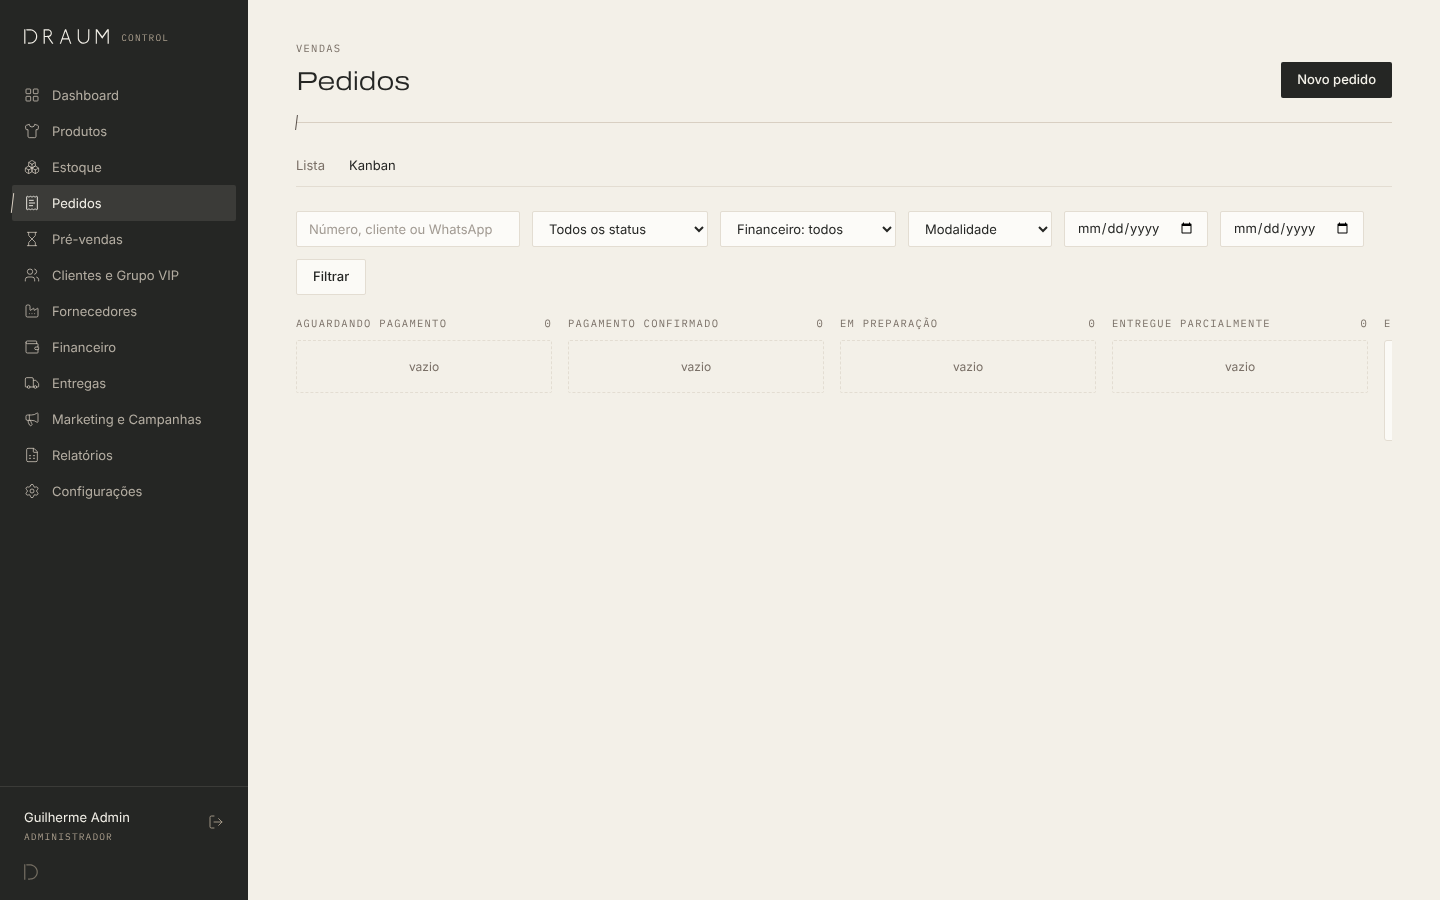 DRAUM CONTROL
Dashboard
Produtos
Estoque
Pedidos
Pré-vendas
Clientes e Grupo VIP
Fornecedores
Financeiro
Entregas
Marketing e Campanhas
Relatórios
Configurações
Guilherme Admin
ADMINISTRADOR
D
VENDAS
Pedidos
Novo pedido
Lista Kanban
Número, cliente ou WhatsApp Todos os status Financeiro: todos Modalidade mm/dd/yyyy mm/dd/yyyy
Filtrar
AGUARDANDO PAGAMENTO 0 PAGAMENTO CONFIRMADO 0 EM PREPARAÇÃO 0 ENTREGUE PARCIALMENTE 0 E
vazio vazio vazio vazio